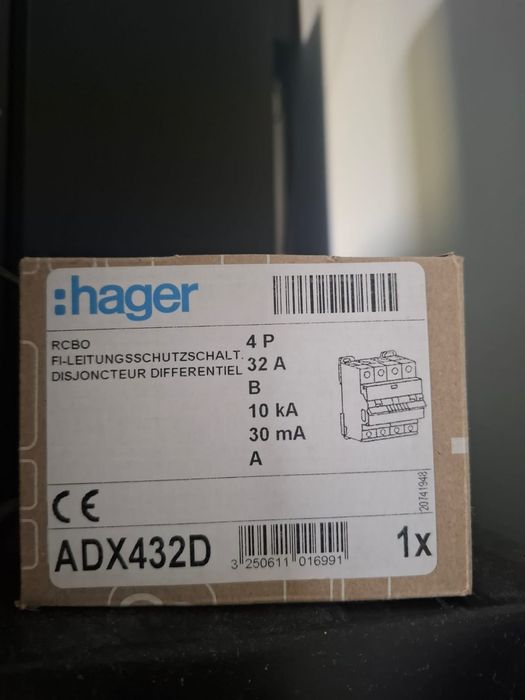 :hager
RCBO
FI-LEITUNGSSCHUTZSCHALT.
DISJONCTEUR DIFFERENTIEL
4 P
32 A
B
10 kA
30 mA
A
20741948
CE
ADX432D
3 250611 016991
1x